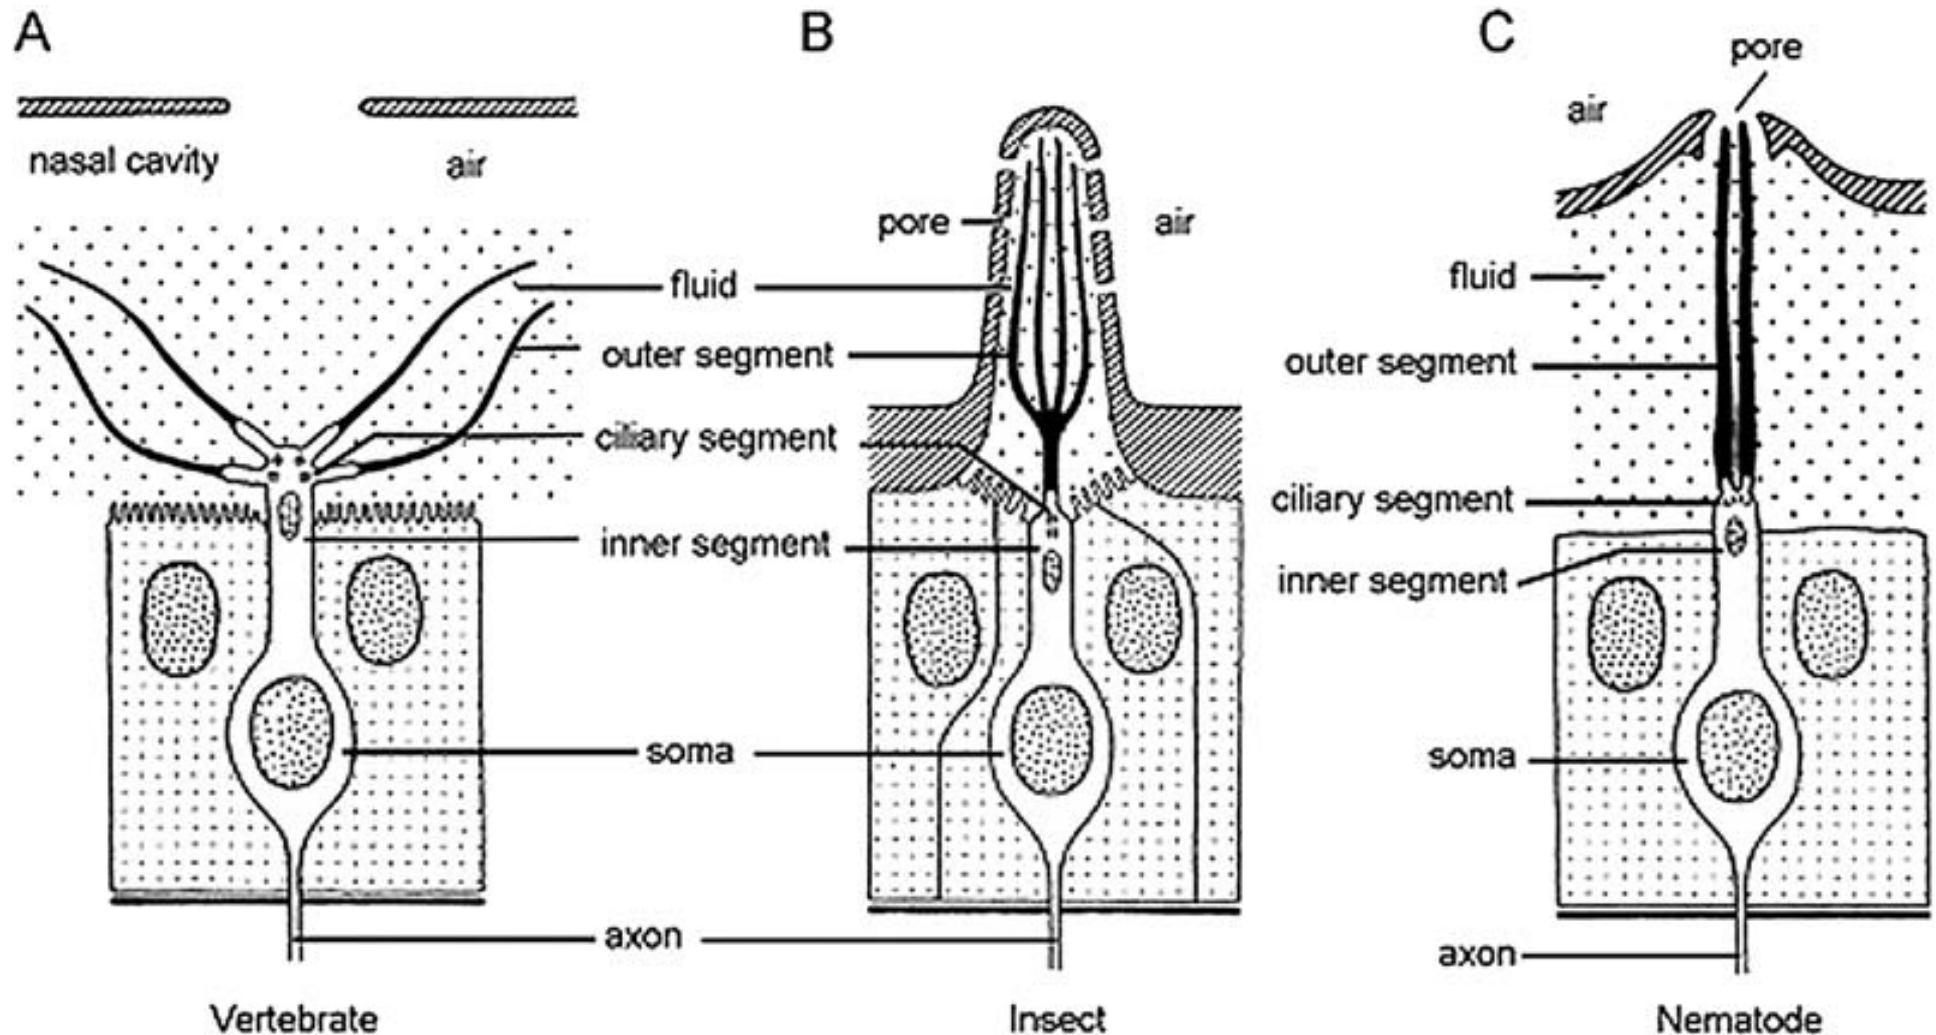 A
B
C
pore
air
nasal cavity
air
pore
air
fluid
fluid
outer segment
outer segment
ciliary segment
ciliary segment
inner segment
inner segment
soma
soma
axon
axon
Vertebrate
Insect
Nematode